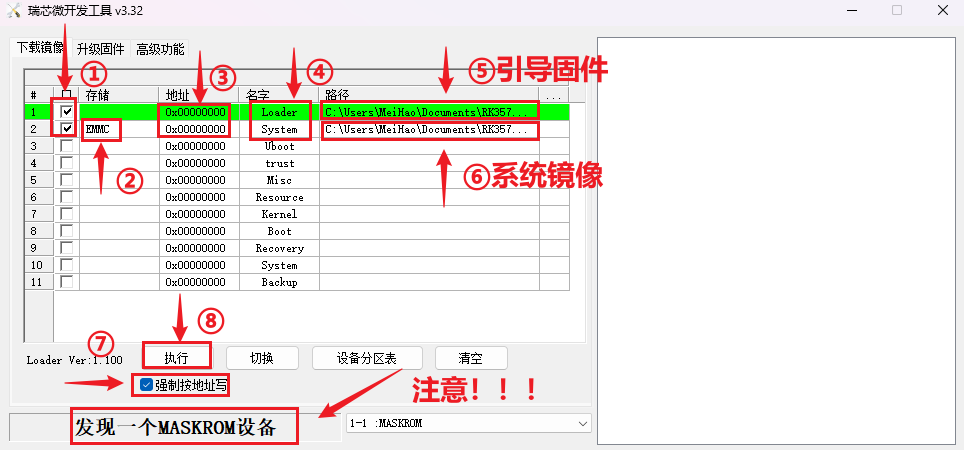 瑞芯微开发工具 v3.32
下载镜像 升级固件 高级功能
① ③ ④ ⑤引导固件
# 存储 地址 名字 路径 ...
1 0x00000000 Loader C:\Users\MeiHao\Documents\RK357...
2 EMMC 0x00000000 System C:\Users\MeiHao\Documents\RK357...
3 0x00000000 Uboot
4 0x00000000 trust
5 0x00000000 Misc
6 0x00000000 Resource
7 0x00000000 Kernel
8 0x00000000 Boot
9 0x00000000 Recovery
10 0x00000000 System
11 0x00000000 Backup
② ⑥系统镜像
⑦ ⑧
Loader Ver:1.100 执行 切换 设备分区表 清空
强制按地址写 注意！！！
发现一个MASKROM设备 1-1 :MASKROM